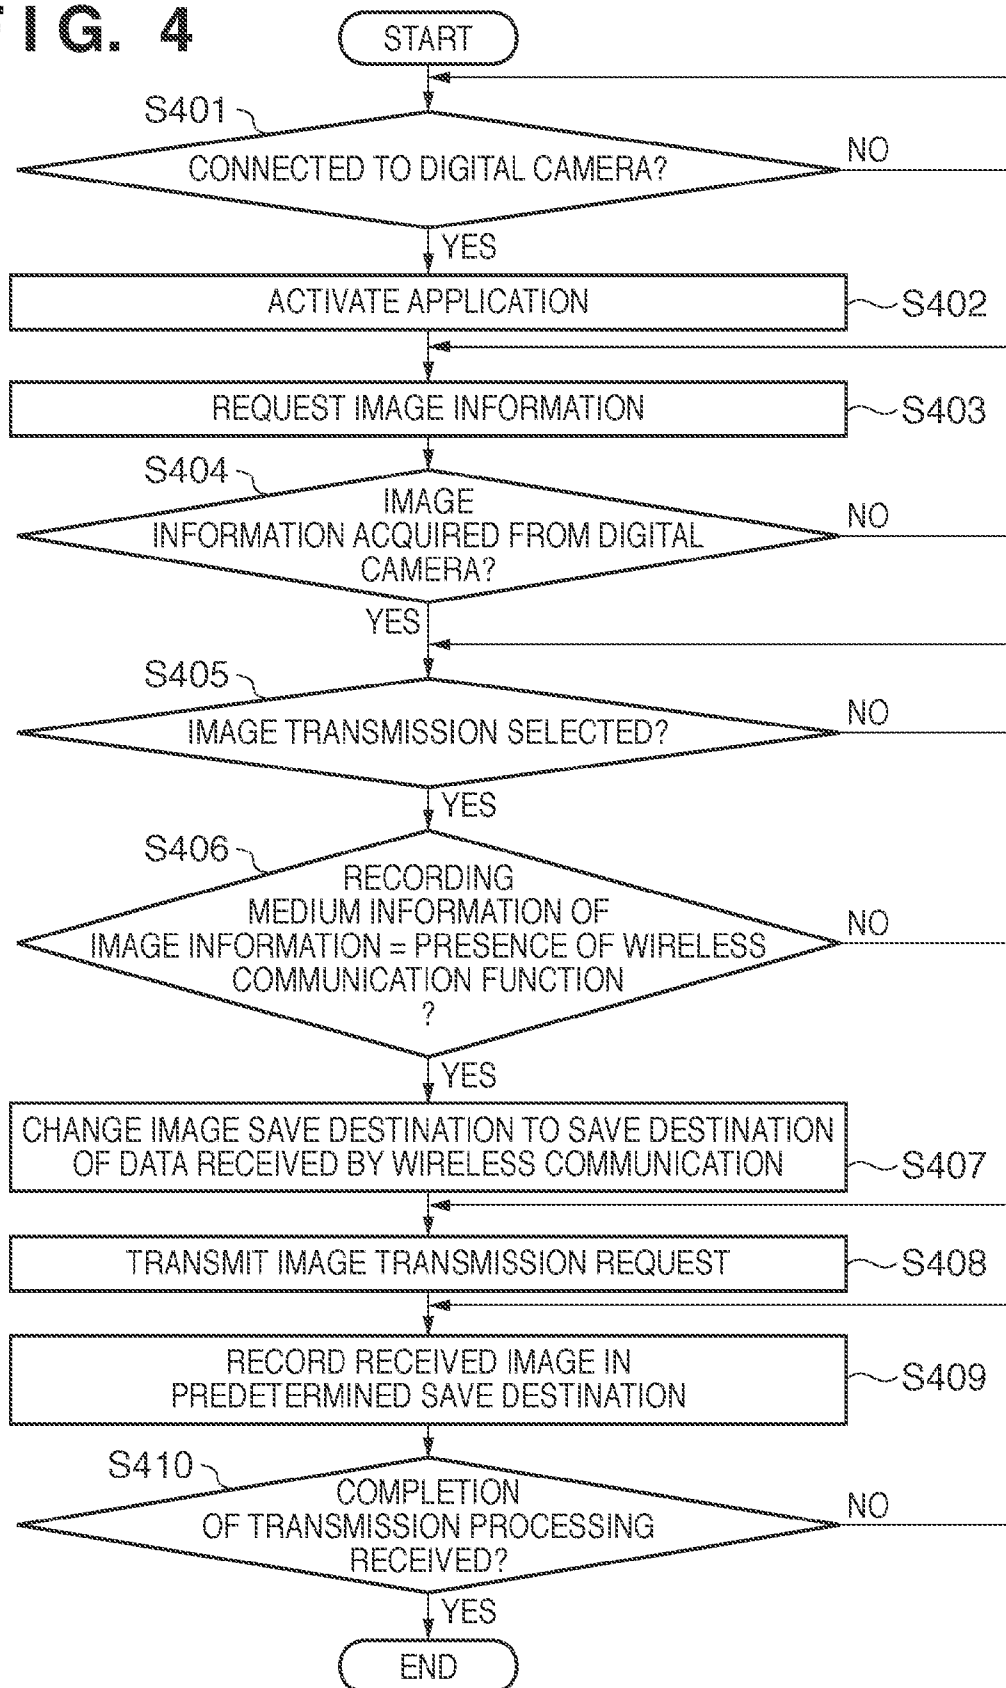 FIG. 4
START
S401
CONNECTED TO DIGITAL CAMERA?
NO
YES
ACTIVATE APPLICATION
S402
REQUEST IMAGE INFORMATION
S403
S404
IMAGE
INFORMATION ACQUIRED FROM DIGITAL
CAMERA?
NO
YES
S405
IMAGE TRANSMISSION SELECTED?
NO
YES
S406
RECORDING
MEDIUM INFORMATION OF
IMAGE INFORMATION = PRESENCE OF WIRELESS
COMMUNICATION FUNCTION
?
NO
YES
CHANGE IMAGE SAVE DESTINATION TO SAVE DESTINATION
OF DATA RECEIVED BY WIRELESS COMMUNICATION
S407
TRANSMIT IMAGE TRANSMISSION REQUEST
S408
RECORD RECEIVED IMAGE IN
PREDETERMINED SAVE DESTINATION
S409
S410
COMPLETION
OF TRANSMISSION PROCESSING
RECEIVED?
NO
YES
END